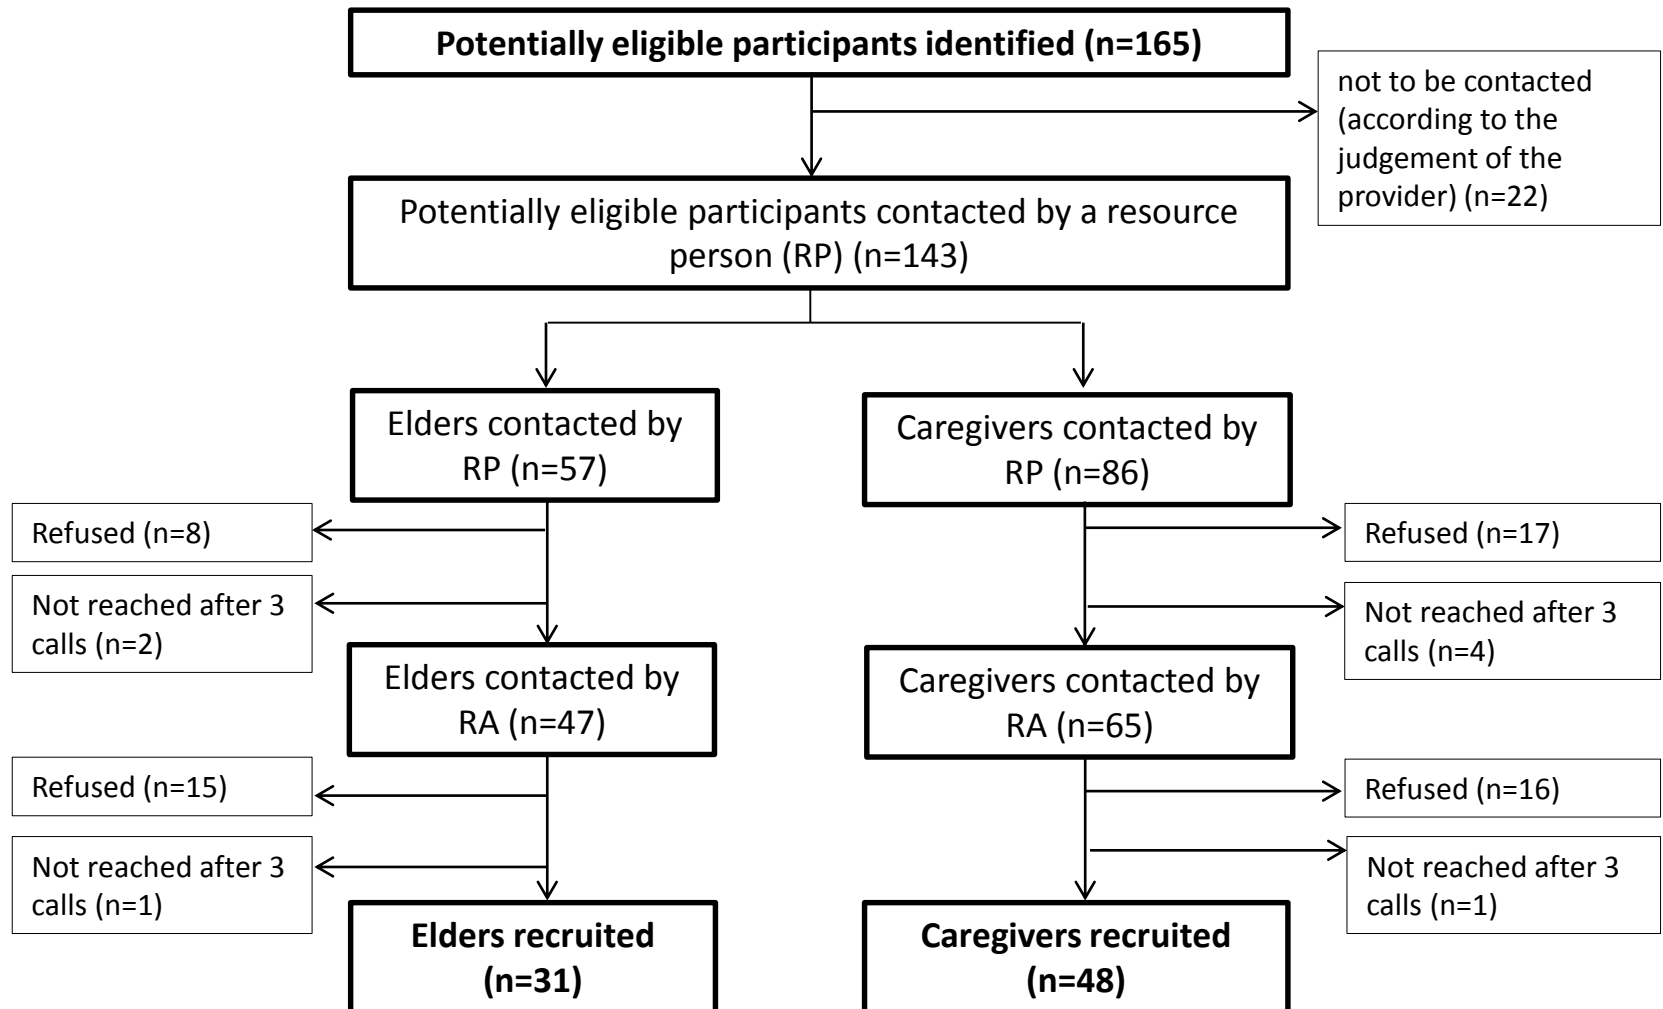 Potentially eligible participants identified (n=165)
not to be contacted
(according to the
judgement of the
provider) (n=22)
Potentially eligible participants contacted by a resource
person (RP) (n=143)
Elders contacted by
RP (n=57)
Caregivers contacted by
RP (n=86)
Refused (n=8)
Refused (n=17)
Not reached after 3
calls (n=2)
Not reached after 3
calls (n=4)
Elders contacted by
RA (n=47)
Caregivers contacted by
RA (n=65)
Refused (n=15)
Refused (n=16)
Not reached after 3
calls (n=1)
Not reached after 3
calls (n=1)
Elders recruited
(n=31)
Caregivers recruited
(n=48)